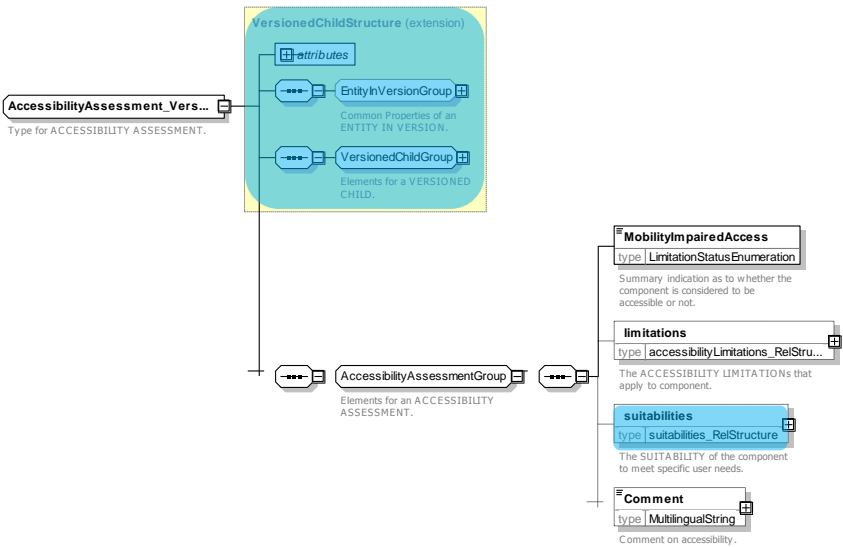 VersionedChildStructure (extension)
attributes
EntityInVersionGroup
Common Properties of an
ENTITY IN VERSION.
AccessibilityAssessment_Vers...
Type for ACCESSIBILITY ASSESSMENT.
VersionedChildGroup
Elements for a VERSIONED
CHILD.
MobilityImpairedAccess
type LimitationStatusEnumeration
Summary indication as to whether the
component is considered to be
accessible or not.
limitations
type accessibilityLimitations_RelStru...
The ACCESSIBILITY LIMITATIONs that
apply to component.
AccessibilityAssessmentGroup
Elements for an ACCESSIBILITY
ASSESSMENT.
suitabilities
type suitabilities_RelStructure
The SUITABILITY of the component
to meet specific user needs.
Comment
type MultilingualString
Comment on accessibility.